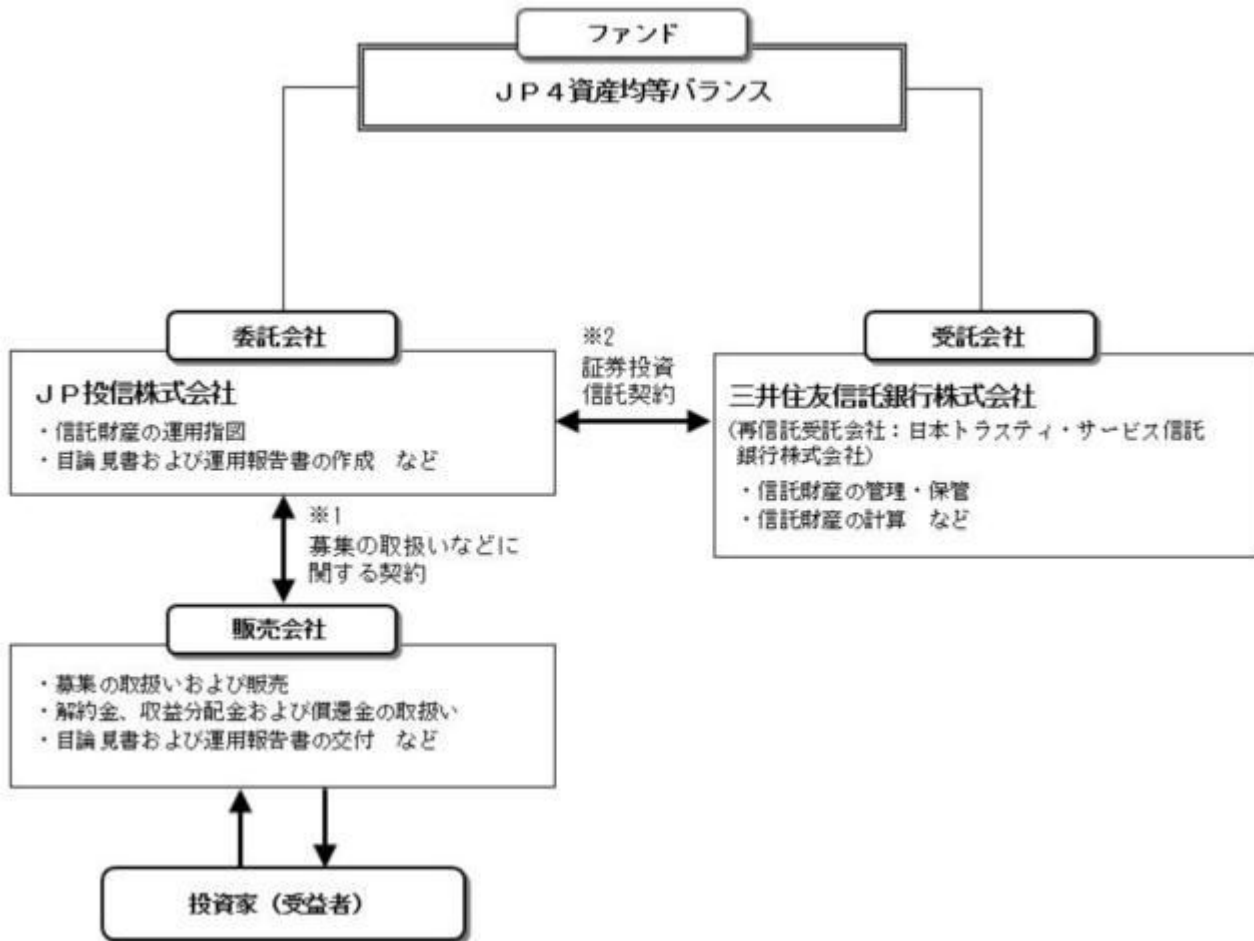 ファンド
ＪＰ４資産均等バランス
委託会社
ＪＰ投信株式会社
・信託財産の運用指図
・目論見書および運用報告書の作成　など
※2
証券投資
信託契約
受託会社
三井住友信託銀行株式会社
（再信託受託会社：日本トラスティ・サービス信託
銀行株式会社）
・信託財産の管理・保管
・信託財産の計算　など
※1
募集の取扱いなどに
関する契約
販売会社
・募集の取扱いおよび販売
・解約金、収益分配金および償還金の取扱い
・目論見書および運用報告書の交付　など
投資家（受益者）